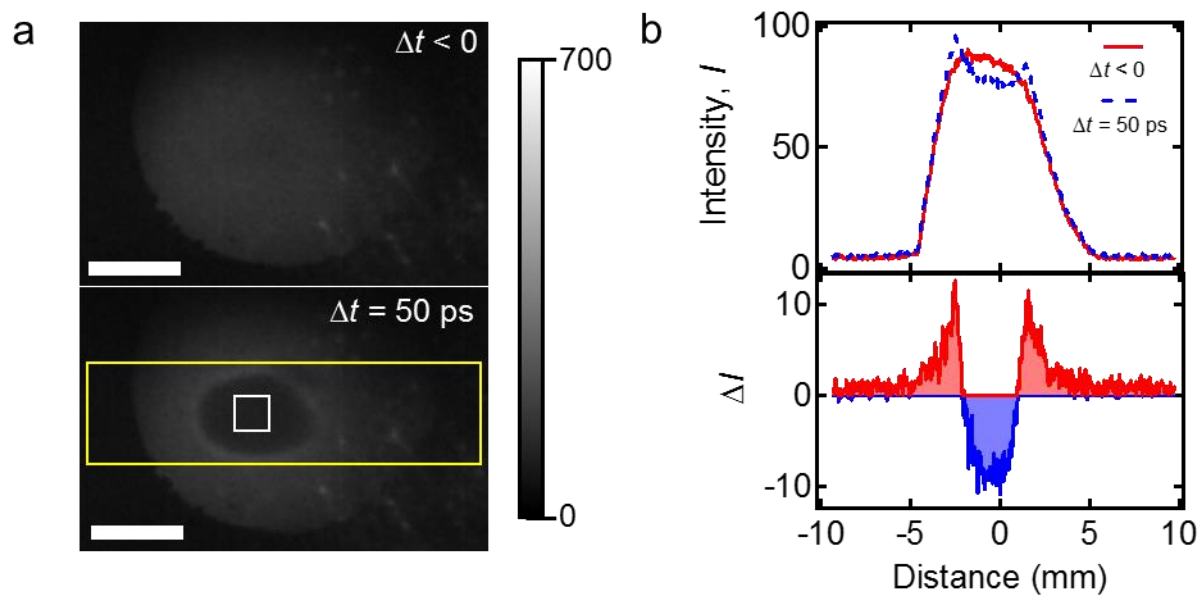 a
Δt < 0
700
Δt = 50 ps
0
b
100
50
0
Intensity, I
Δt < 0
Δt = 50 ps
10
0
-10
ΔI
-10 -5 0 5 10
Distance (mm)